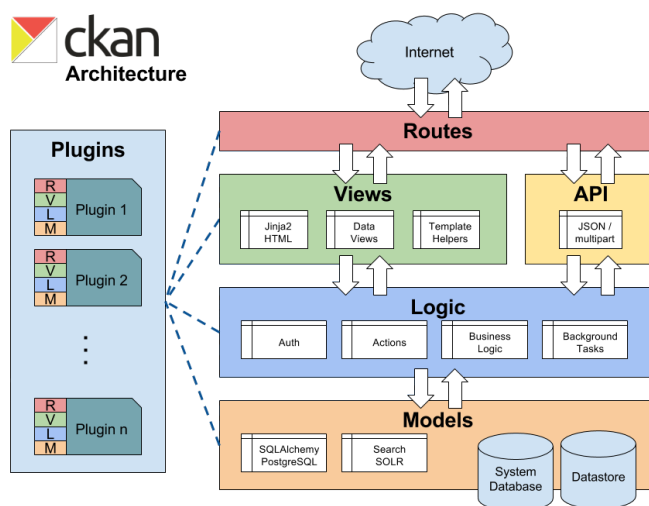 ckan
Architecture
Internet
Routes
Plugins
R
V
L
M
Plugin 1
R
V
L
M
Plugin 2
R
V
L
M
Plugin n
Views
Jinja2
HTML
Data
Views
Template
Helpers
API
JSON /
multipart
Logic
Auth
Actions
Business
Logic
Background
Tasks
Models
SQLAlchemy
PostgreSQL
Search
SOLR
System
Database
Datastore